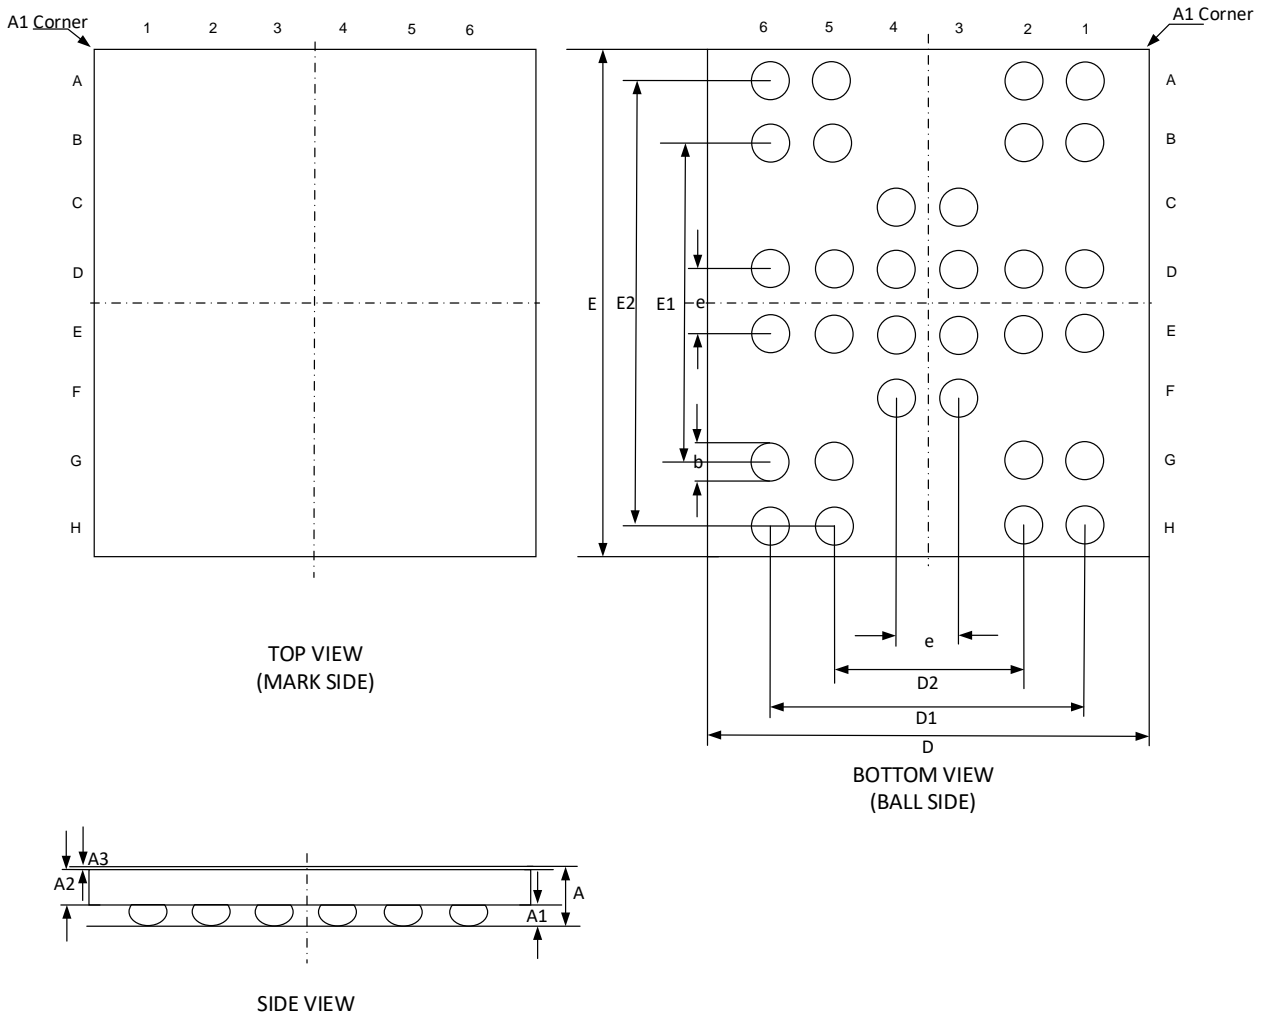 A1 Corner
1 2 3 4 5 6
A
B
C
D
E
F
G
H
TOP VIEW
(MARK SIDE)
A1 Corner
6 5 4 3 2 1
A
B
C
D
E
F
G
H
E
E2
E1
e
b
e
D2
D1
D
BOTTOM VIEW
(BALL SIDE)
A3
A2
A
A1
SIDE VIEW